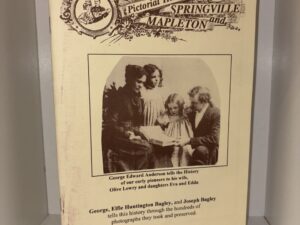 Pictorial
SPRINGVILLE
and
MAPLETON
George Edward Anderson tells the History
of our early pioneers to his wife,
Olive Lowry and daughters Eva and Edda
George, Effie Huntington Bagley, and Joseph Bagley
tells this history through the hundreds of
photographs they took and preserved